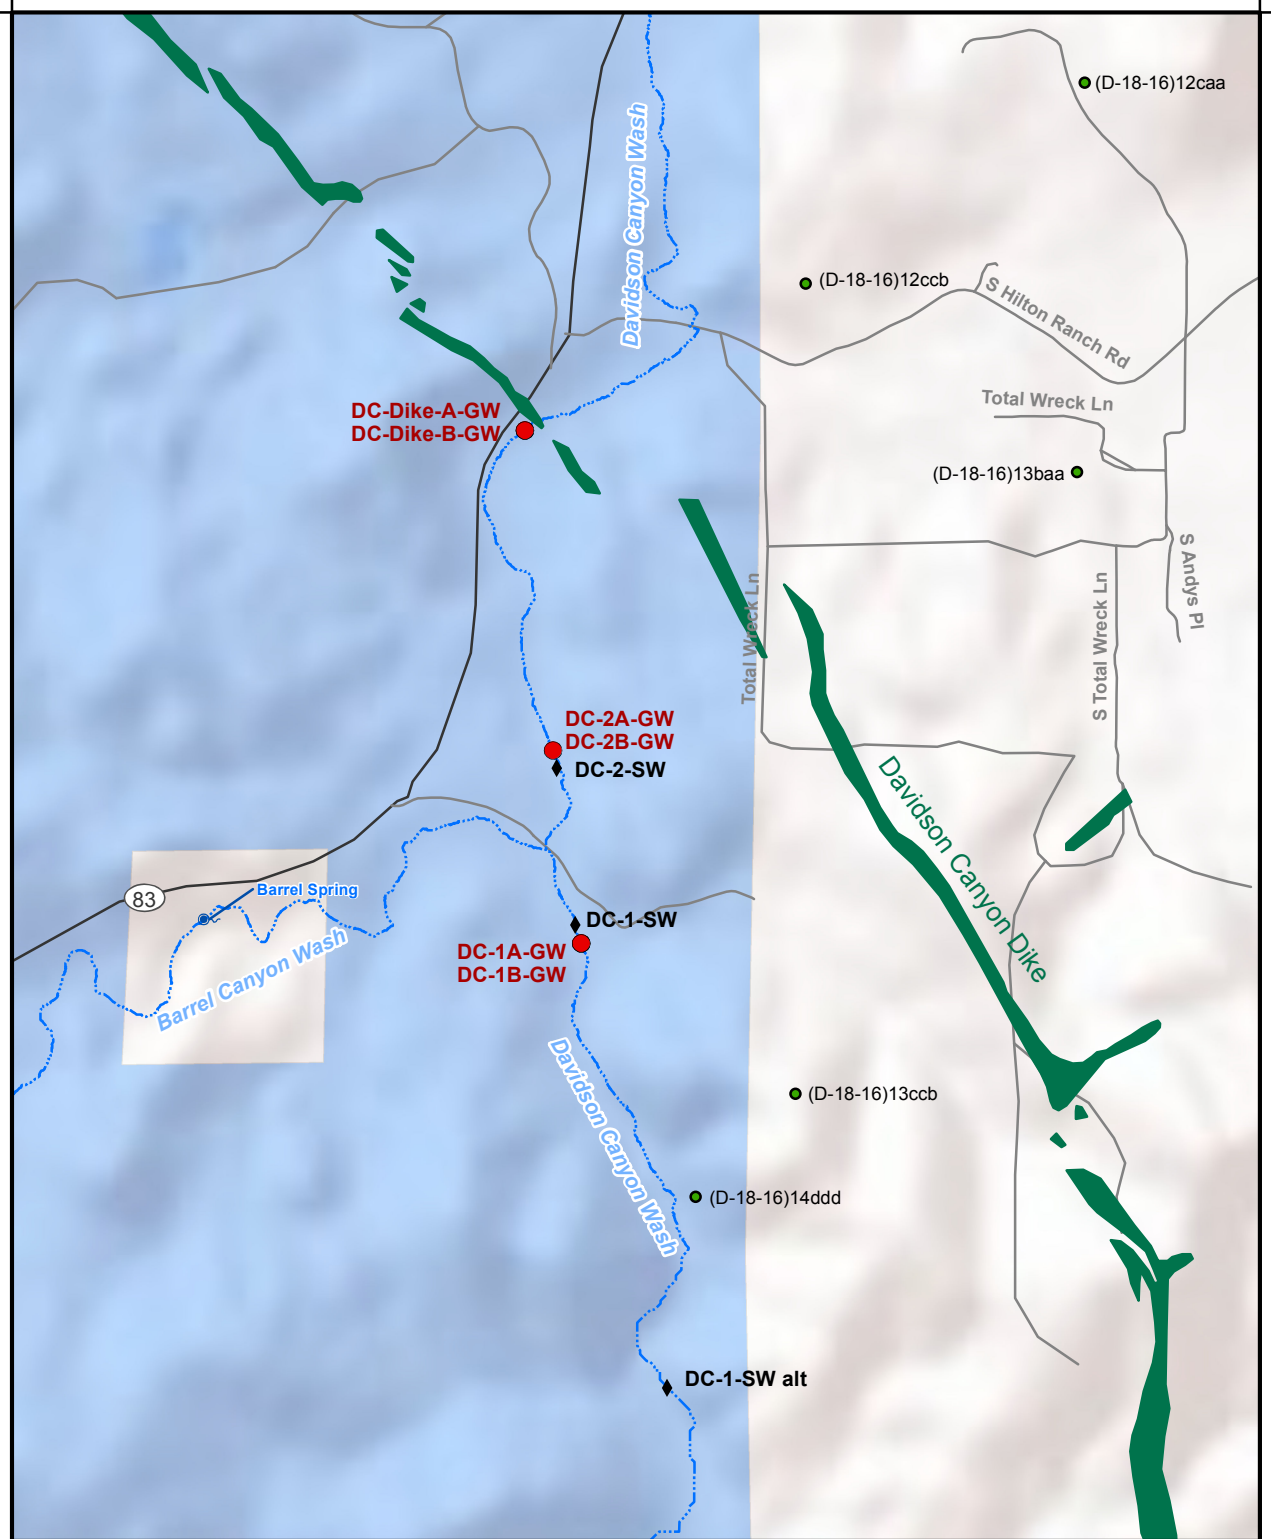 (D-18-16)12caa
Davidson Canyon Wash
(D-18-16)12ccb
S Hilton Ranch Rd
Total Wreck Ln
DC-Dike-A-GW
DC-Dike-B-GW
(D-18-16)13baa
S Andys Pl
Total Wreck Ln
S Total Wreck Ln
DC-2A-GW
DC-2B-GW
DC-2-SW
Davidson Canyon Dike
83
Barrel Spring
Barrel Canyon Wash
DC-1-SW
DC-1A-GW
DC-1B-GW
Davidson Canyon Wash
(D-18-16)13ccb
(D-18-16)14ddd
DC-1-SW alt